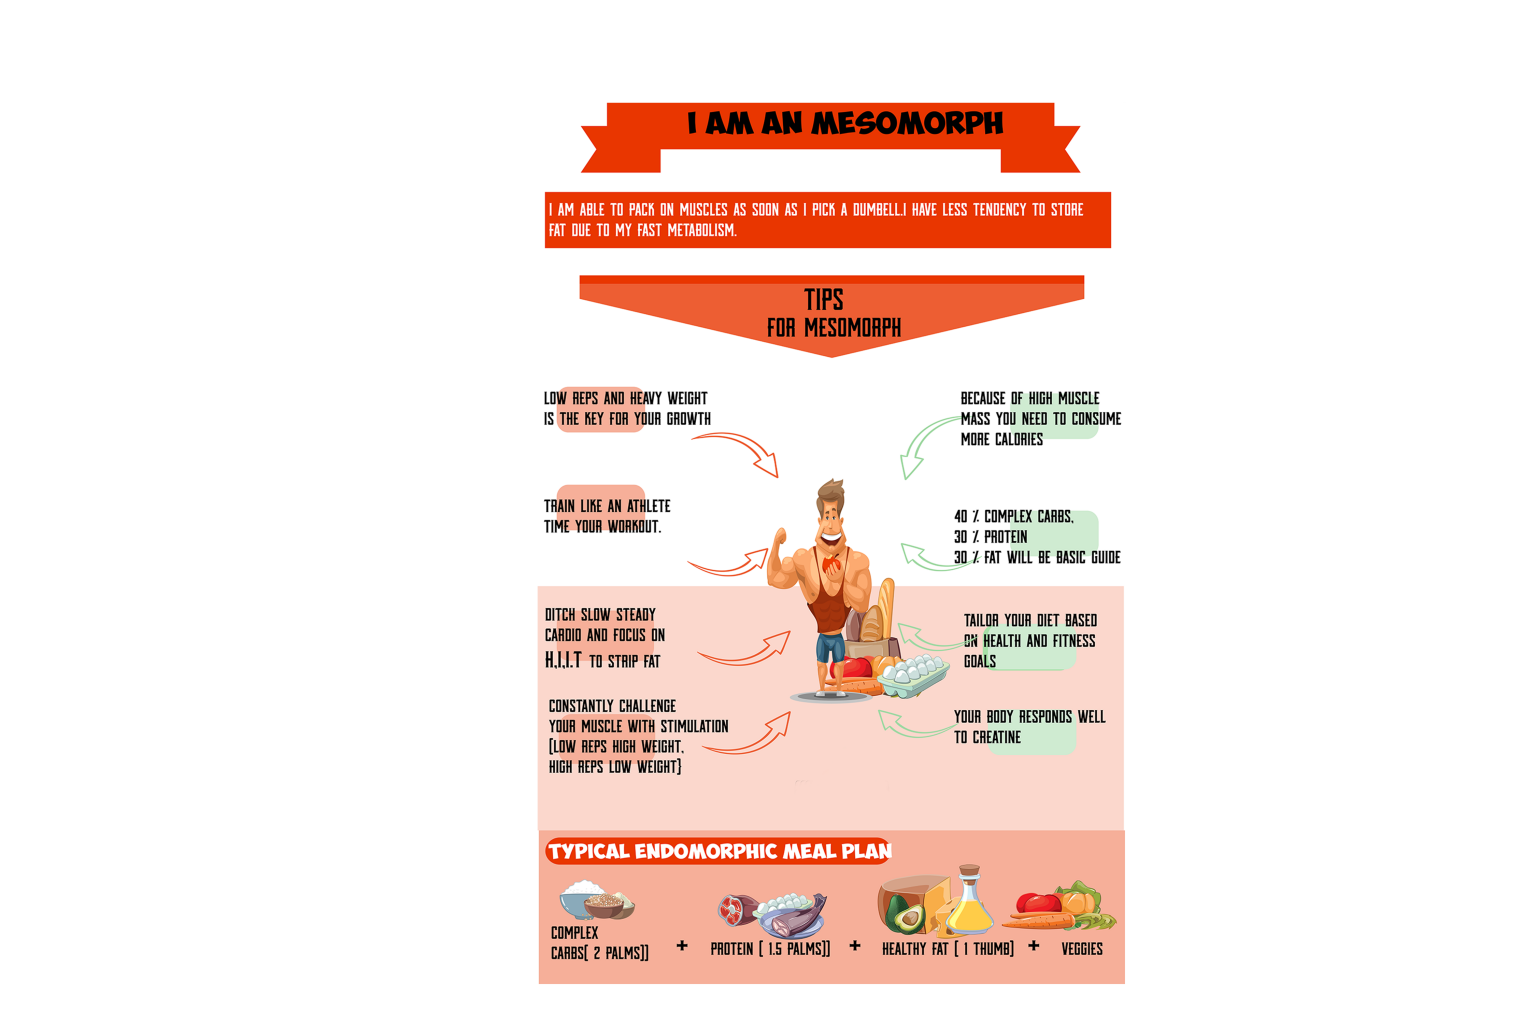 I AM AN MESOMORPH
I AM ABLE TO PACK ON MUSCLES AS SOON AS I PICK A DUMBELL.I HAVE LESS TENDENCY TO STORE
FAT DUE TO MY FAST METABOLISM.
TIPS
FOR MESOMORPH
LOW REPS AND HEAVY WEIGHT
IS THE KEY FOR YOUR GROWTH
BECAUSE OF HIGH MUSCLE
MASS YOU NEED TO CONSUME
MORE CALORIES
TRAIN LIKE AN ATHLETE
TIME YOUR WORKOUT.
40 % COMPLEX CARBS,
30 % PROTEIN
30 % FAT WILL BE BASIC GUIDE
DITCH SLOW STEADY
CARDIO AND FOCUS ON
H.I.I.T TO STRIP FAT
TAILOR YOUR DIET BASED
ON HEALTH AND FITNESS
GOALS
CONSTANTLY CHALLENGE
YOUR MUSCLE WITH STIMULATION
[LOW REPS HIGH WEIGHT,
HIGH REPS LOW WEIGHT}
YOUR BODY RESPONDS WELL
TO CREATINE
TYPICAL ENDOMORPHIC MEAL PLAN
COMPLEX
CARBS[ 2 PALMS]]
+
PROTEIN [ 1.5 PALMS]]
+
HEALTHY FAT [ 1 THUMB]
+
VEGGIES